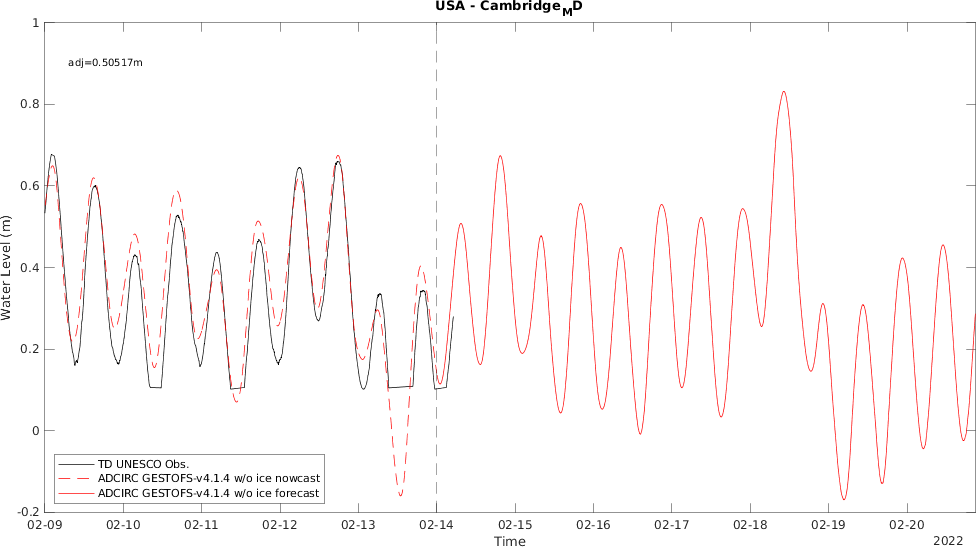 USA - Cambridge_MD
adj=0.50517m
1
0.8
0.6
0.4
0.2
0
-0.2
Water Level (m)
TD UNESCO Obs.
ADCIRC GESTOFS-v4.1.4 w/o ice nowcast
ADCIRC GESTOFS-v4.1.4 w/o ice forecast
02-09 02-10 02-11 02-12 02-13 02-14 02-15 02-16 02-17 02-18 02-19 02-20
Time
2022